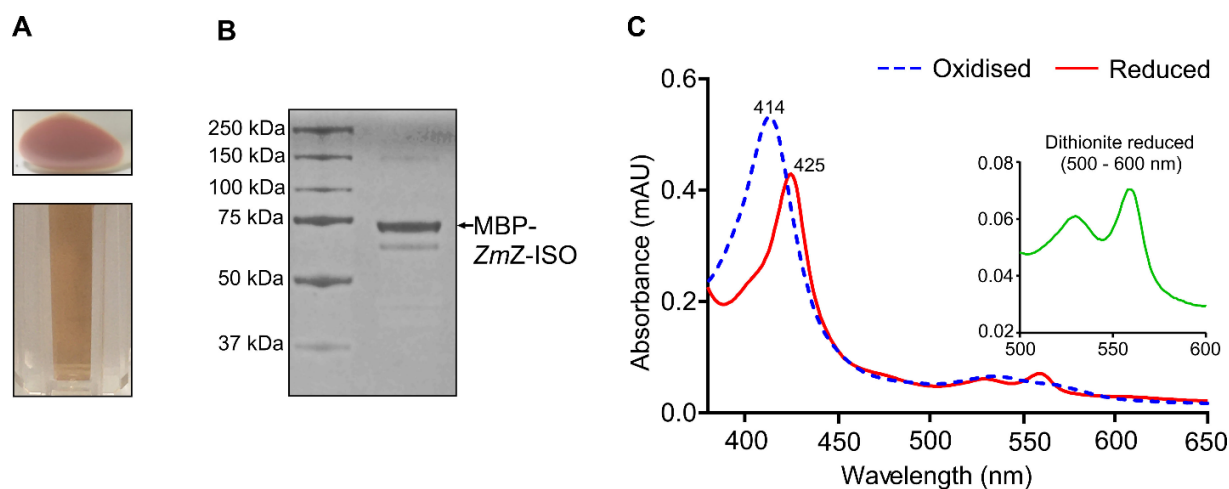 A
B
C
250 kDa
150 kDa
100 kDa
75 kDa
50 kDa
37 kDa
MBP-
ZmZ-ISO
Oxidised
Reduced
414
425
Absorbance (mAU)
0.6
0.4
0.2
0.0
400
450
500
550
600
650
Wavelength (nm)
Dithionite reduced
(500 - 600 nm)
0.08
0.06
0.04
0.02
500
550
600